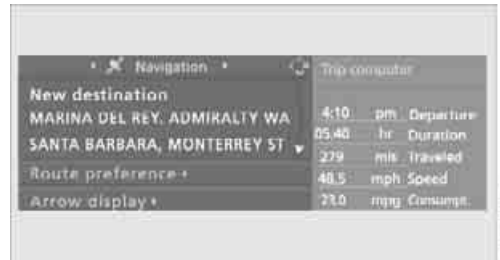 Navigation
New destination
MARINA DEL REY, ADMIRALTY WA
SANTA BARBARA, MONTERREY ST
Route preference
Arrow display
Trip computer
4:10 pm Departure
05:40 hr Duration
279 mls Traveled
48.5 mph Speed
23.0 mpg Consumpt.